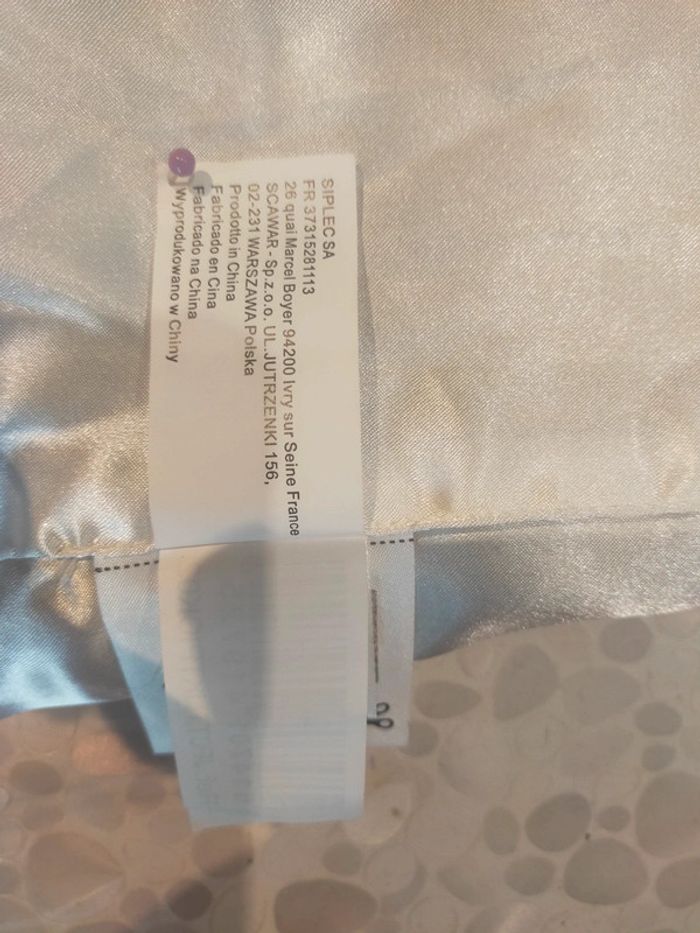 SIPLEC SA
FR 37315281113
26 quai Marcel Boyer 94200 Ivry sur Seine France
SCAWAR - Sp.z.o.o. UL.JUTRZENKI 156,
02-231 WARSZAWA Polska
Prodotto in China
Fabricado en Cina
Fabricado na China
Wyprodukowano w Chiny